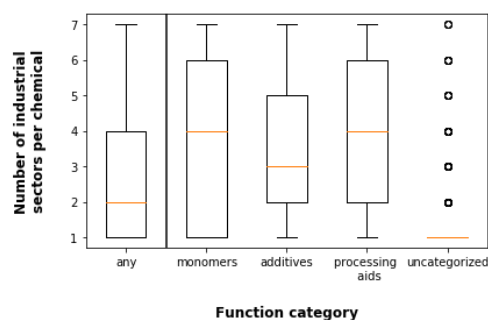 Number of industrial
sectors per chemical
7
6
5
4
3
2
1
any
monomers
additives
processing
aids
uncategorized
Function category